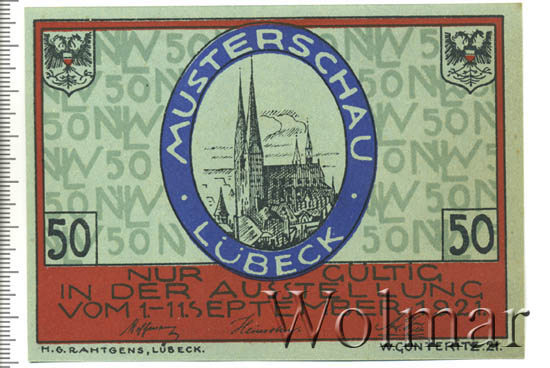 MUSTERSCHAU
LÜBECK
50
50
NUR GÜLTIG
IN DER AUSSTELLUNG
VOM 1.-11.SEPTEMBER 1921
H.G.RAHTGENS, LÜBECK.
Wolmar